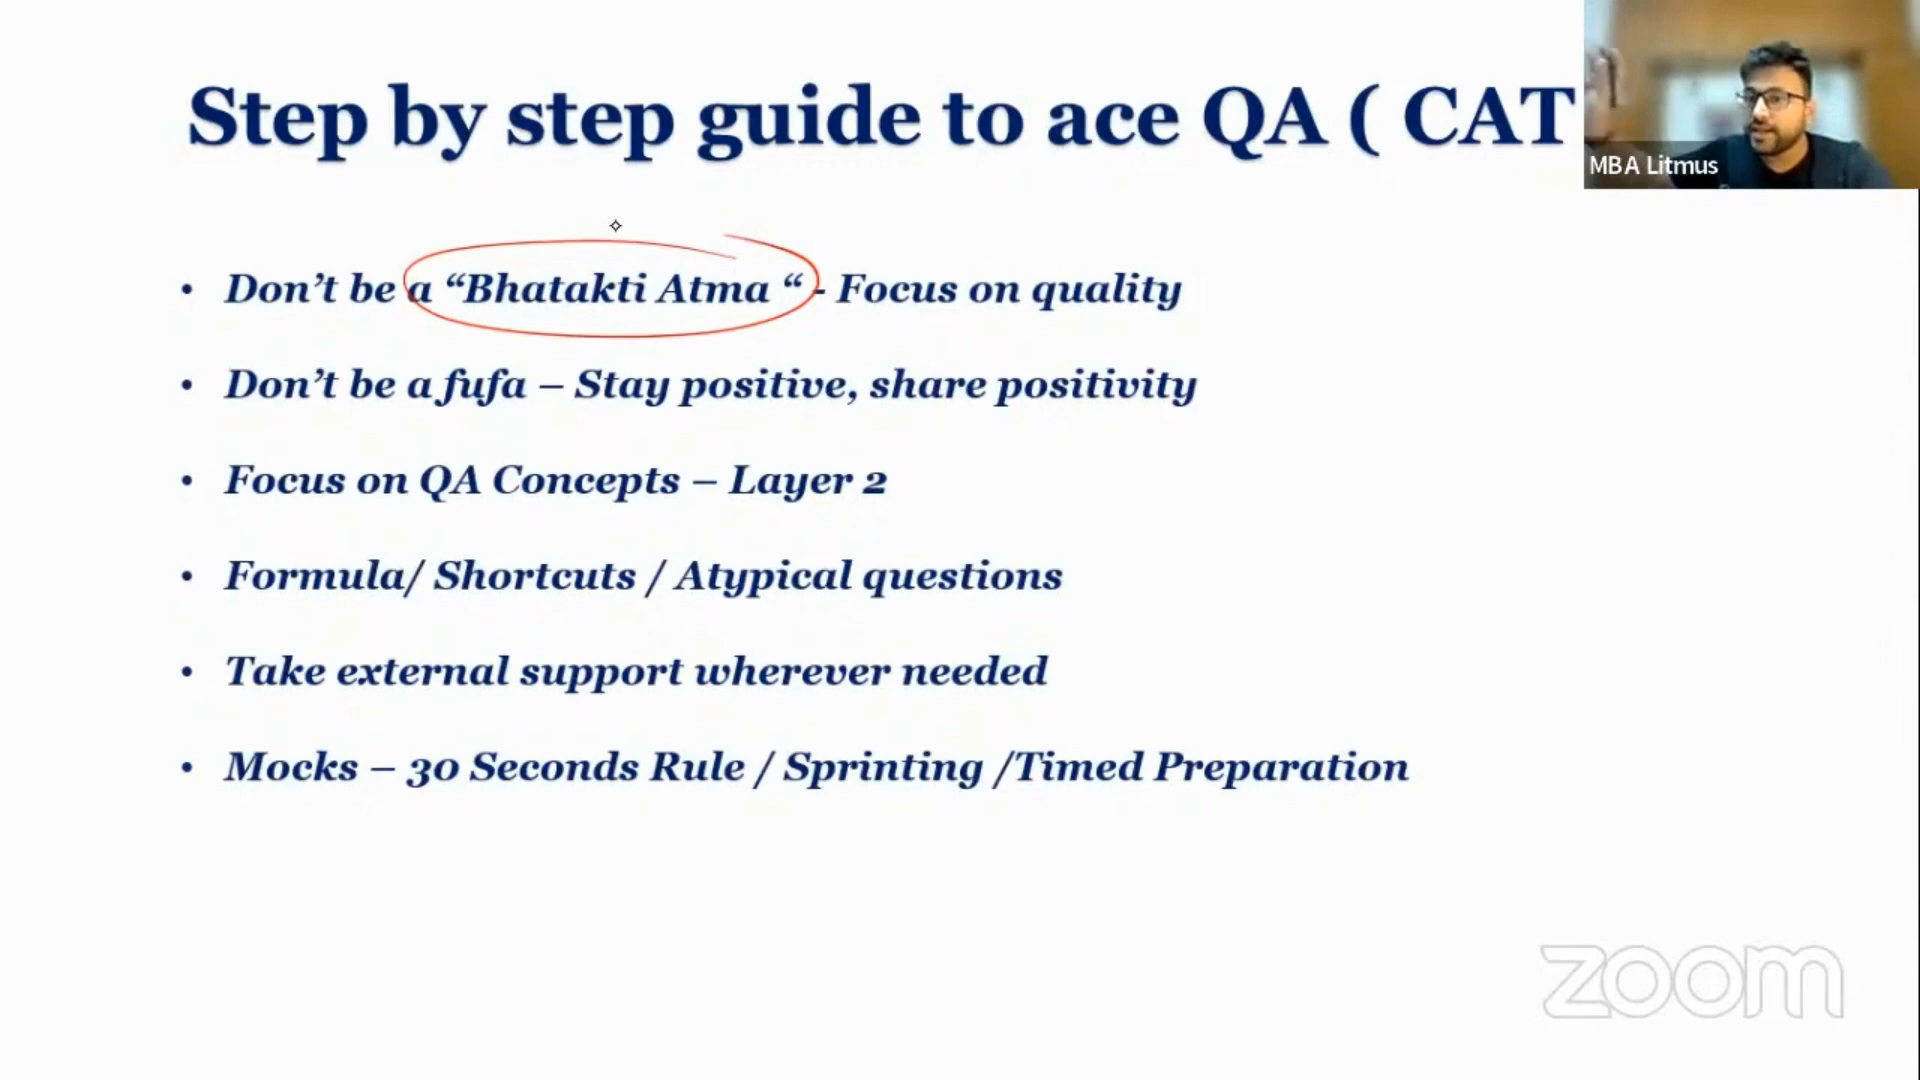 Step by step guide to ace QA ( CAT
MBA Litmus
• Don’t be a “Bhatakti Atma “ - Focus on quality
• Don’t be a fufa – Stay positive, share positivity
• Focus on QA Concepts – Layer 2
• Formula/ Shortcuts / Atypical questions
• Take external support wherever needed
• Mocks – 30 Seconds Rule / Sprinting /Timed Preparation
zoom